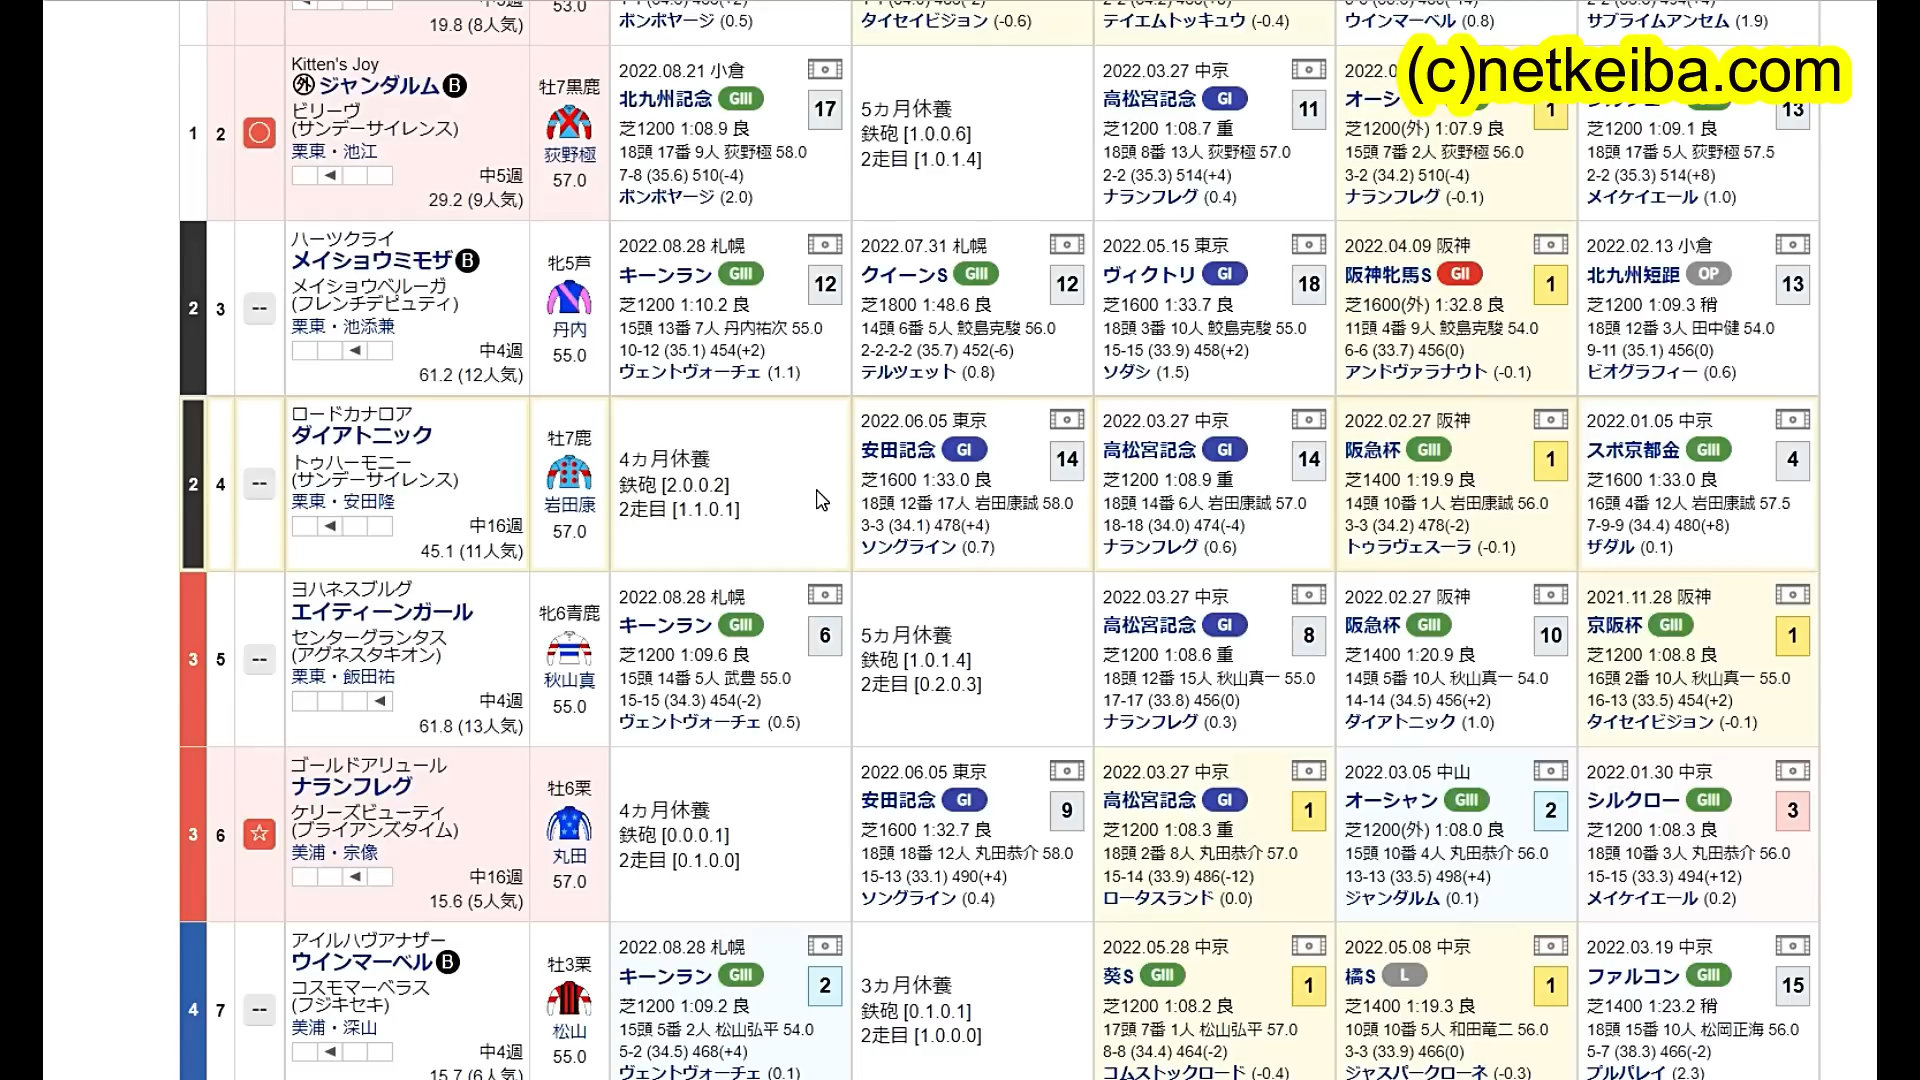 19.8 (8人気)
53.0
ボンボヤージ (0.5)
タイセイビジョン (-0.6)
テイエムトッキュウ (-0.4)
ウインマーベル (0.8)
サブライムアンセム (1.9)
(c)netkeiba.com
1
2
Kitten's Joy
外 ジャンダルム B
ビリーヴ
(サンデーサイレンス)
栗東・池江
中5週
29.2 (9人気)
牡7黒鹿
荻野極
57.0
2022.08.21 小倉
北九州記念 GIII
17
芝1200 1:08.9 良
18頭 17番 9人 荻野極 58.0
7-8 (35.6) 510(-4)
ボンボヤージ (2.0)
5ヵ月休養
鉄砲 [1.0.0.6]
2走目 [1.0.1.4]
2022.03.27 中京
高松宮記念 GI
11
芝1200 1:08.7 重
18頭 8番 13人 荻野極 57.0
2-2 (35.3) 514(+4)
ナランフレグ (0.4)
2022.0
オーシ
1
芝1200(外) 1:07.9 良
15頭 7番 2人 荻野極 56.0
3-2 (34.2) 510(-4)
ナランフレグ (-0.1)
13
芝1200 1:09.1 良
18頭 17番 5人 荻野極 57.5
2-2 (35.3) 514(+8)
メイケイエール (1.0)
2
3
--
ハーツクライ
メイショウミモザ B
メイショウベルーガ
(フレンチデピュティ)
栗東・池添兼
中4週
61.2 (12人気)
牝5芦
丹内
55.0
2022.08.28 札幌
キーンラン GIII
12
芝1200 1:10.2 良
15頭 13番 7人 丹内祐次 55.0
10-12 (35.1) 454(+2)
ヴェントヴォーチェ (1.1)
2022.07.31 札幌
クイーンS GIII
12
芝1800 1:48.6 良
14頭 6番 5人 鮫島克駿 56.0
2-2-2-2 (35.7) 452(-6)
テルツェット (0.8)
2022.05.15 東京
ヴィクトリ GI
18
芝1600 1:33.7 良
18頭 3番 10人 鮫島克駿 55.0
15-15 (33.9) 458(+2)
ソダシ (1.5)
2022.04.09 阪神
阪神牝馬S GII
1
芝1600(外) 1:32.8 良
11頭 4番 9人 鮫島克駿 54.0
6-6 (33.7) 456(0)
アンドヴァラナウト (-0.1)
2022.02.13 小倉
北九州短距 OP
13
芝1200 1:09.3 稍
18頭 12番 3人 田中健 54.0
9-11 (35.1) 456(0)
ビオグラフィー (0.6)
2
4
--
ロードカナロア
ダイアトニック
トゥハーモニー
(サンデーサイレンス)
栗東・安田隆
中16週
45.1 (11人気)
牡7鹿
岩田康
57.0
4ヵ月休養
鉄砲 [2.0.0.2]
2走目 [1.1.0.1]
2022.06.05 東京
安田記念 GI
14
芝1600 1:33.0 良
18頭 12番 17人 岩田康誠 58.0
3-3 (34.1) 478(+4)
ソングライン (0.7)
2022.03.27 中京
高松宮記念 GI
14
芝1200 1:08.9 重
18頭 14番 6人 岩田康誠 57.0
18-18 (34.0) 474(-4)
ナランフレグ (0.6)
2022.02.27 阪神
阪急杯 GIII
1
芝1400 1:19.9 良
14頭 10番 1人 岩田康誠 56.0
3-3 (34.2) 478(-2)
トゥラヴェスーラ (-0.1)
2022.01.05 中京
スポ京都金 GIII
4
芝1600 1:33.0 良
16頭 4番 12人 岩田康誠 57.5
7-9-9 (34.4) 480(+8)
ザダル (0.1)
3
5
--
ヨハネスブルグ
エイティーンガール
センターグランタス
(アグネスタキオン)
栗東・飯田祐
中4週
61.8 (13人気)
牝6青鹿
秋山真
55.0
2022.08.28 札幌
キーンラン GIII
6
芝1200 1:09.6 良
15頭 14番 5人 武豊 55.0
15-15 (34.3) 454(-2)
ヴェントヴォーチェ (0.5)
5ヵ月休養
鉄砲 [1.0.1.4]
2走目 [0.2.0.3]
2022.03.27 中京
高松宮記念 GI
8
芝1200 1:08.6 重
18頭 12番 15人 秋山真一 55.0
17-17 (33.8) 456(0)
ナランフレグ (0.3)
2022.02.27 阪神
阪急杯 GIII
10
芝1400 1:20.9 良
14頭 5番 10人 秋山真一 54.0
14-14 (34.5) 456(+2)
ダイアトニック (1.0)
2021.11.28 阪神
京阪杯 GIII
1
芝1200 1:08.8 良
16頭 2番 10人 秋山真一 55.0
16-13 (33.5) 454(+2)
タイセイビジョン (-0.1)
3
6
ゴールドアリュール
ナランフレグ
ケリーズビューティ
(ブライアンズタイム)
美浦・宗像
中16週
15.6 (5人気)
牡6栗
丸田
57.0
4ヵ月休養
鉄砲 [0.0.0.1]
2走目 [0.1.0.0]
2022.06.05 東京
安田記念 GI
9
芝1600 1:32.7 良
18頭 18番 12人 丸田恭介 58.0
15-13 (33.1) 490(+4)
ソングライン (0.4)
2022.03.27 中京
高松宮記念 GI
1
芝1200 1:08.3 重
18頭 2番 8人 丸田恭介 57.0
15-14 (33.9) 486(-12)
ロータスランド (0.0)
2022.03.05 中山
オーシャン GIII
2
芝1200(外) 1:08.0 良
15頭 10番 4人 丸田恭介 56.0
13-13 (33.5) 498(+4)
ジャンダルム (0.1)
2022.01.30 中京
シルクロー GIII
3
芝1200 1:08.3 良
18頭 10番 3人 丸田恭介 56.0
15-15 (33.3) 494(+12)
メイケイエール (0.2)
4
7
--
アイルハヴアナザー
ウインマーベル B
コスモマーベラス
(フジキセキ)
美浦・深山
中4週
15.7 (6人気)
牡3栗
松山
55.0
2022.08.28 札幌
キーンラン GIII
2
芝1200 1:09.2 良
15頭 5番 2人 松山弘平 54.0
5-2 (34.5) 468(+4)
ヴェントヴォーチェ (0.1)
3ヵ月休養
鉄砲 [0.1.0.1]
2走目 [1.0.0.0]
2022.05.28 中京
葵S GIII
1
芝1200 1:08.2 良
17頭 7番 1人 松山弘平 57.0
8-8 (34.4) 464(-2)
コムストックロード (-0.4)
2022.05.08 中京
橘S L
1
芝1400 1:19.3 良
10頭 10番 5人 和田竜二 56.0
3-3 (33.9) 466(0)
ジャスパークローネ (-0.3)
2022.03.19 中京
ファルコン GIII
15
芝1400 1:23.2 稍
18頭 15番 10人 松岡正海 56.0
5-7 (38.3) 466(-2)
プルパレイ (2.3)